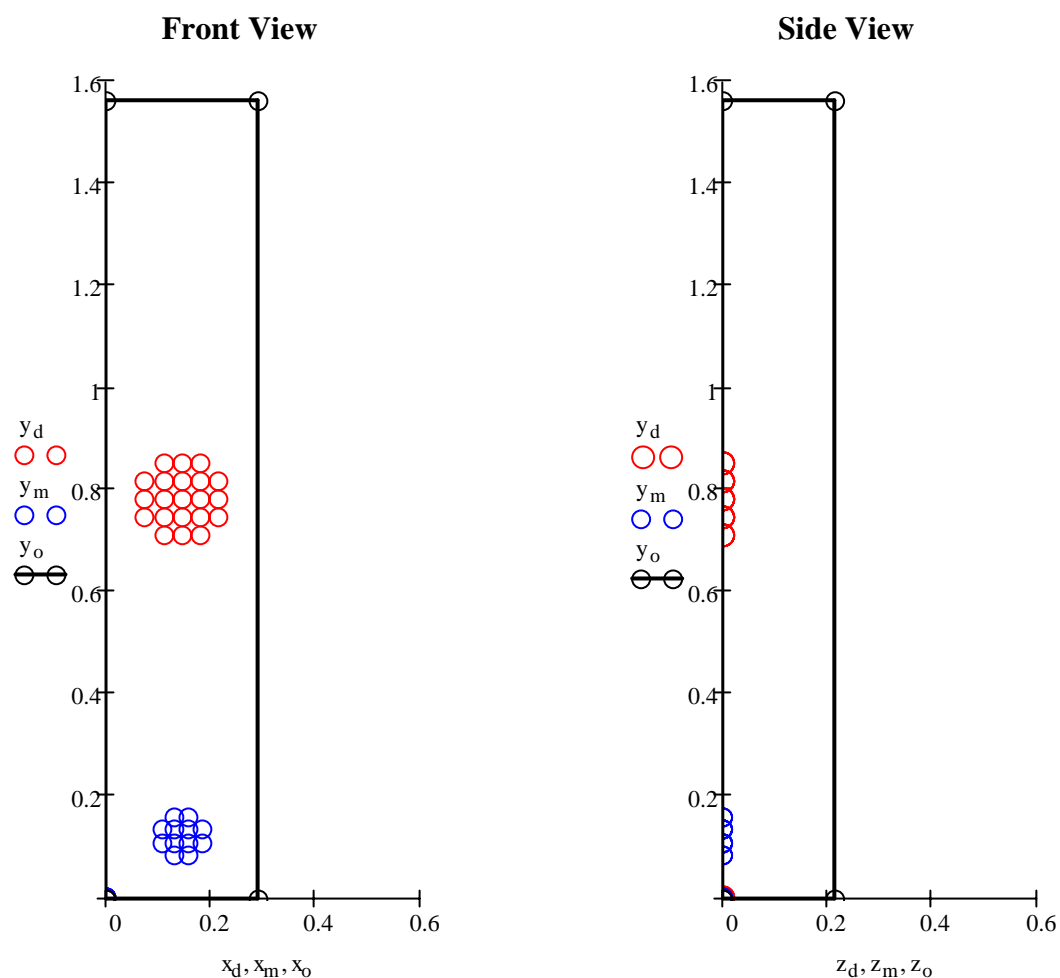 Front View
1.6
1.4
1.2
1
0.8
0.6
0.4
0.2
y_d
y_m
y_o
0 0.2 0.4 0.6
x_d, x_m, x_o
Side View
1.6
1.4
1.2
1
0.8
0.6
0.4
0.2
y_d
y_m
y_o
0 0.2 0.4 0.6
z_d, z_m, z_o